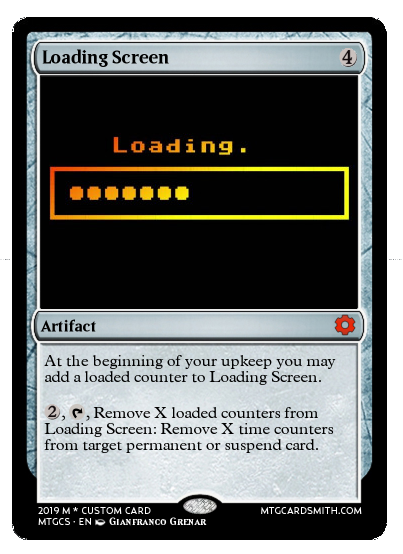 Loading Screen 4
Loading.
Artifact
At the beginning of your upkeep you may
add a loaded counter to Loading Screen.
2, , Remove X loaded counters from
Loading Screen: Remove X time counters
from target permanent or suspend card.
2019 M * CUSTOM CARD
MTGCARDSMITH.COM
MTGCS · EN Gianfranco Grenar